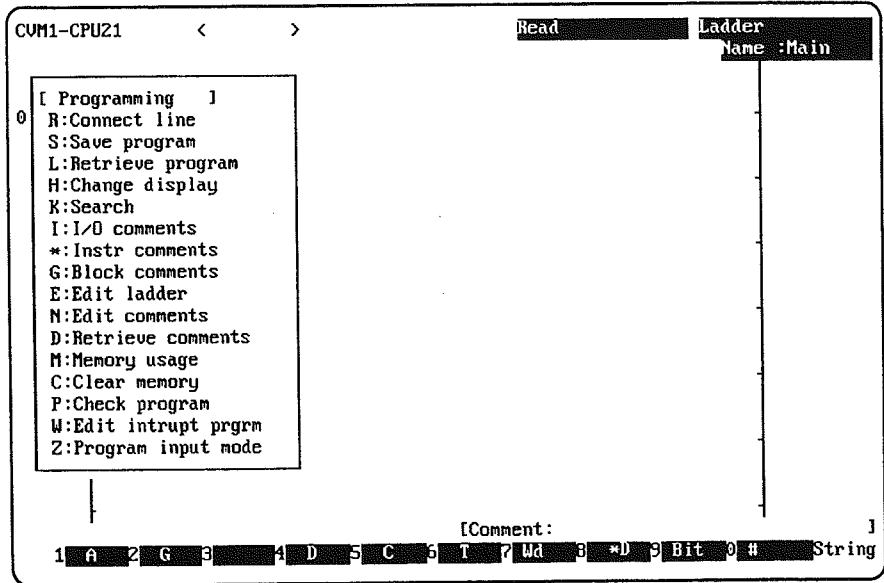 CVM1-CPU21 < > Read Ladder
Name :Main
[ Programming ]
0 R:Connect line
S:Save program
L:Retrieve program
H:Change display
K:Search
I:I/O comments
*:Instr comments
G:Block comments
E:Edit ladder
N:Edit comments
D:Retrieve comments
M:Memory usage
C:Clear memory
P:Check program
W:Edit intrupt prgrm
Z:Program input mode
[Comment: ]
1 A 2 G 3 4 D 5 C 6 T 7 Wd 8 *D 9 Bit 0 # String